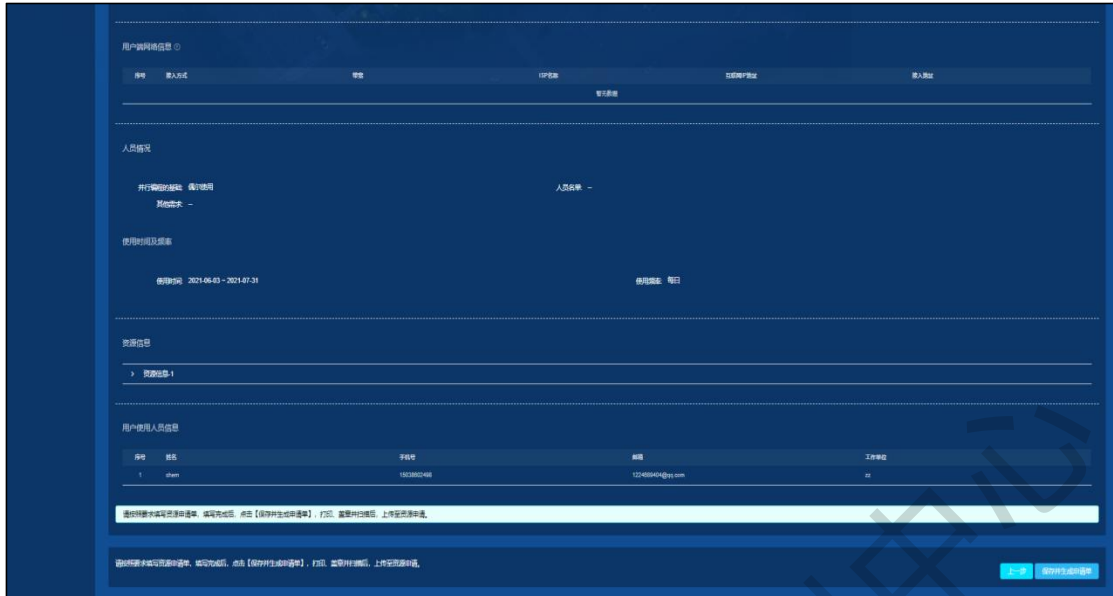 用户端网络信息
序号 接入方式 带宽 ISP名称 互联网IP地址 接入地址
暂无数据
人员情况
并行编程的基础: 偶尔使用 人员名单: –
其他需求: –
使用时间及频率
使用时间: 2021-06-03 ~ 2021-07-31 使用频率: 每日
资源信息
资源信息-1
用户使用人员信息
序号 姓名 手机号 邮箱 工作单位
1 shem 15038602498 1224589404@qq.com zz
请按照要求填写资源申请单，填写完成后，点击【保存并生成申请单】，打印、盖章并扫描后，上传至资源申请。
请按照要求填写资源申请单，填写完成后，点击【保存并生成申请单】，打印、盖章并扫描后，上传至资源申请。
上一步 保存并生成申请单
中心